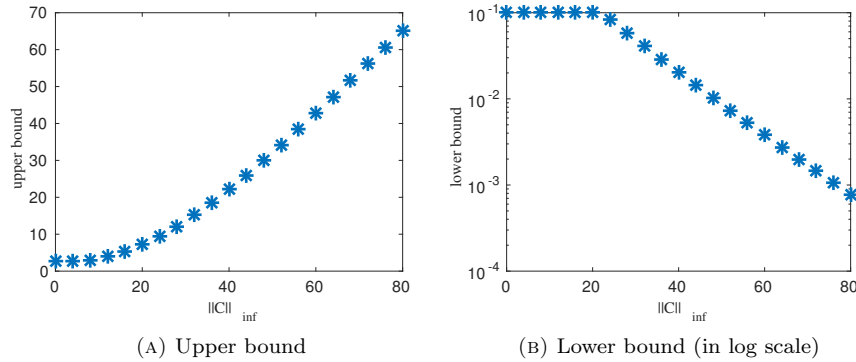 70
60
50
40
30
20
10
0
upper bound
0 20 40 60 80
||C|| inf
(A) Upper bound
10^-1
10^-2
10^-3
10^-4
lower bound
0 20 40 60 80
||C|| inf
(B) Lower bound (in log scale)